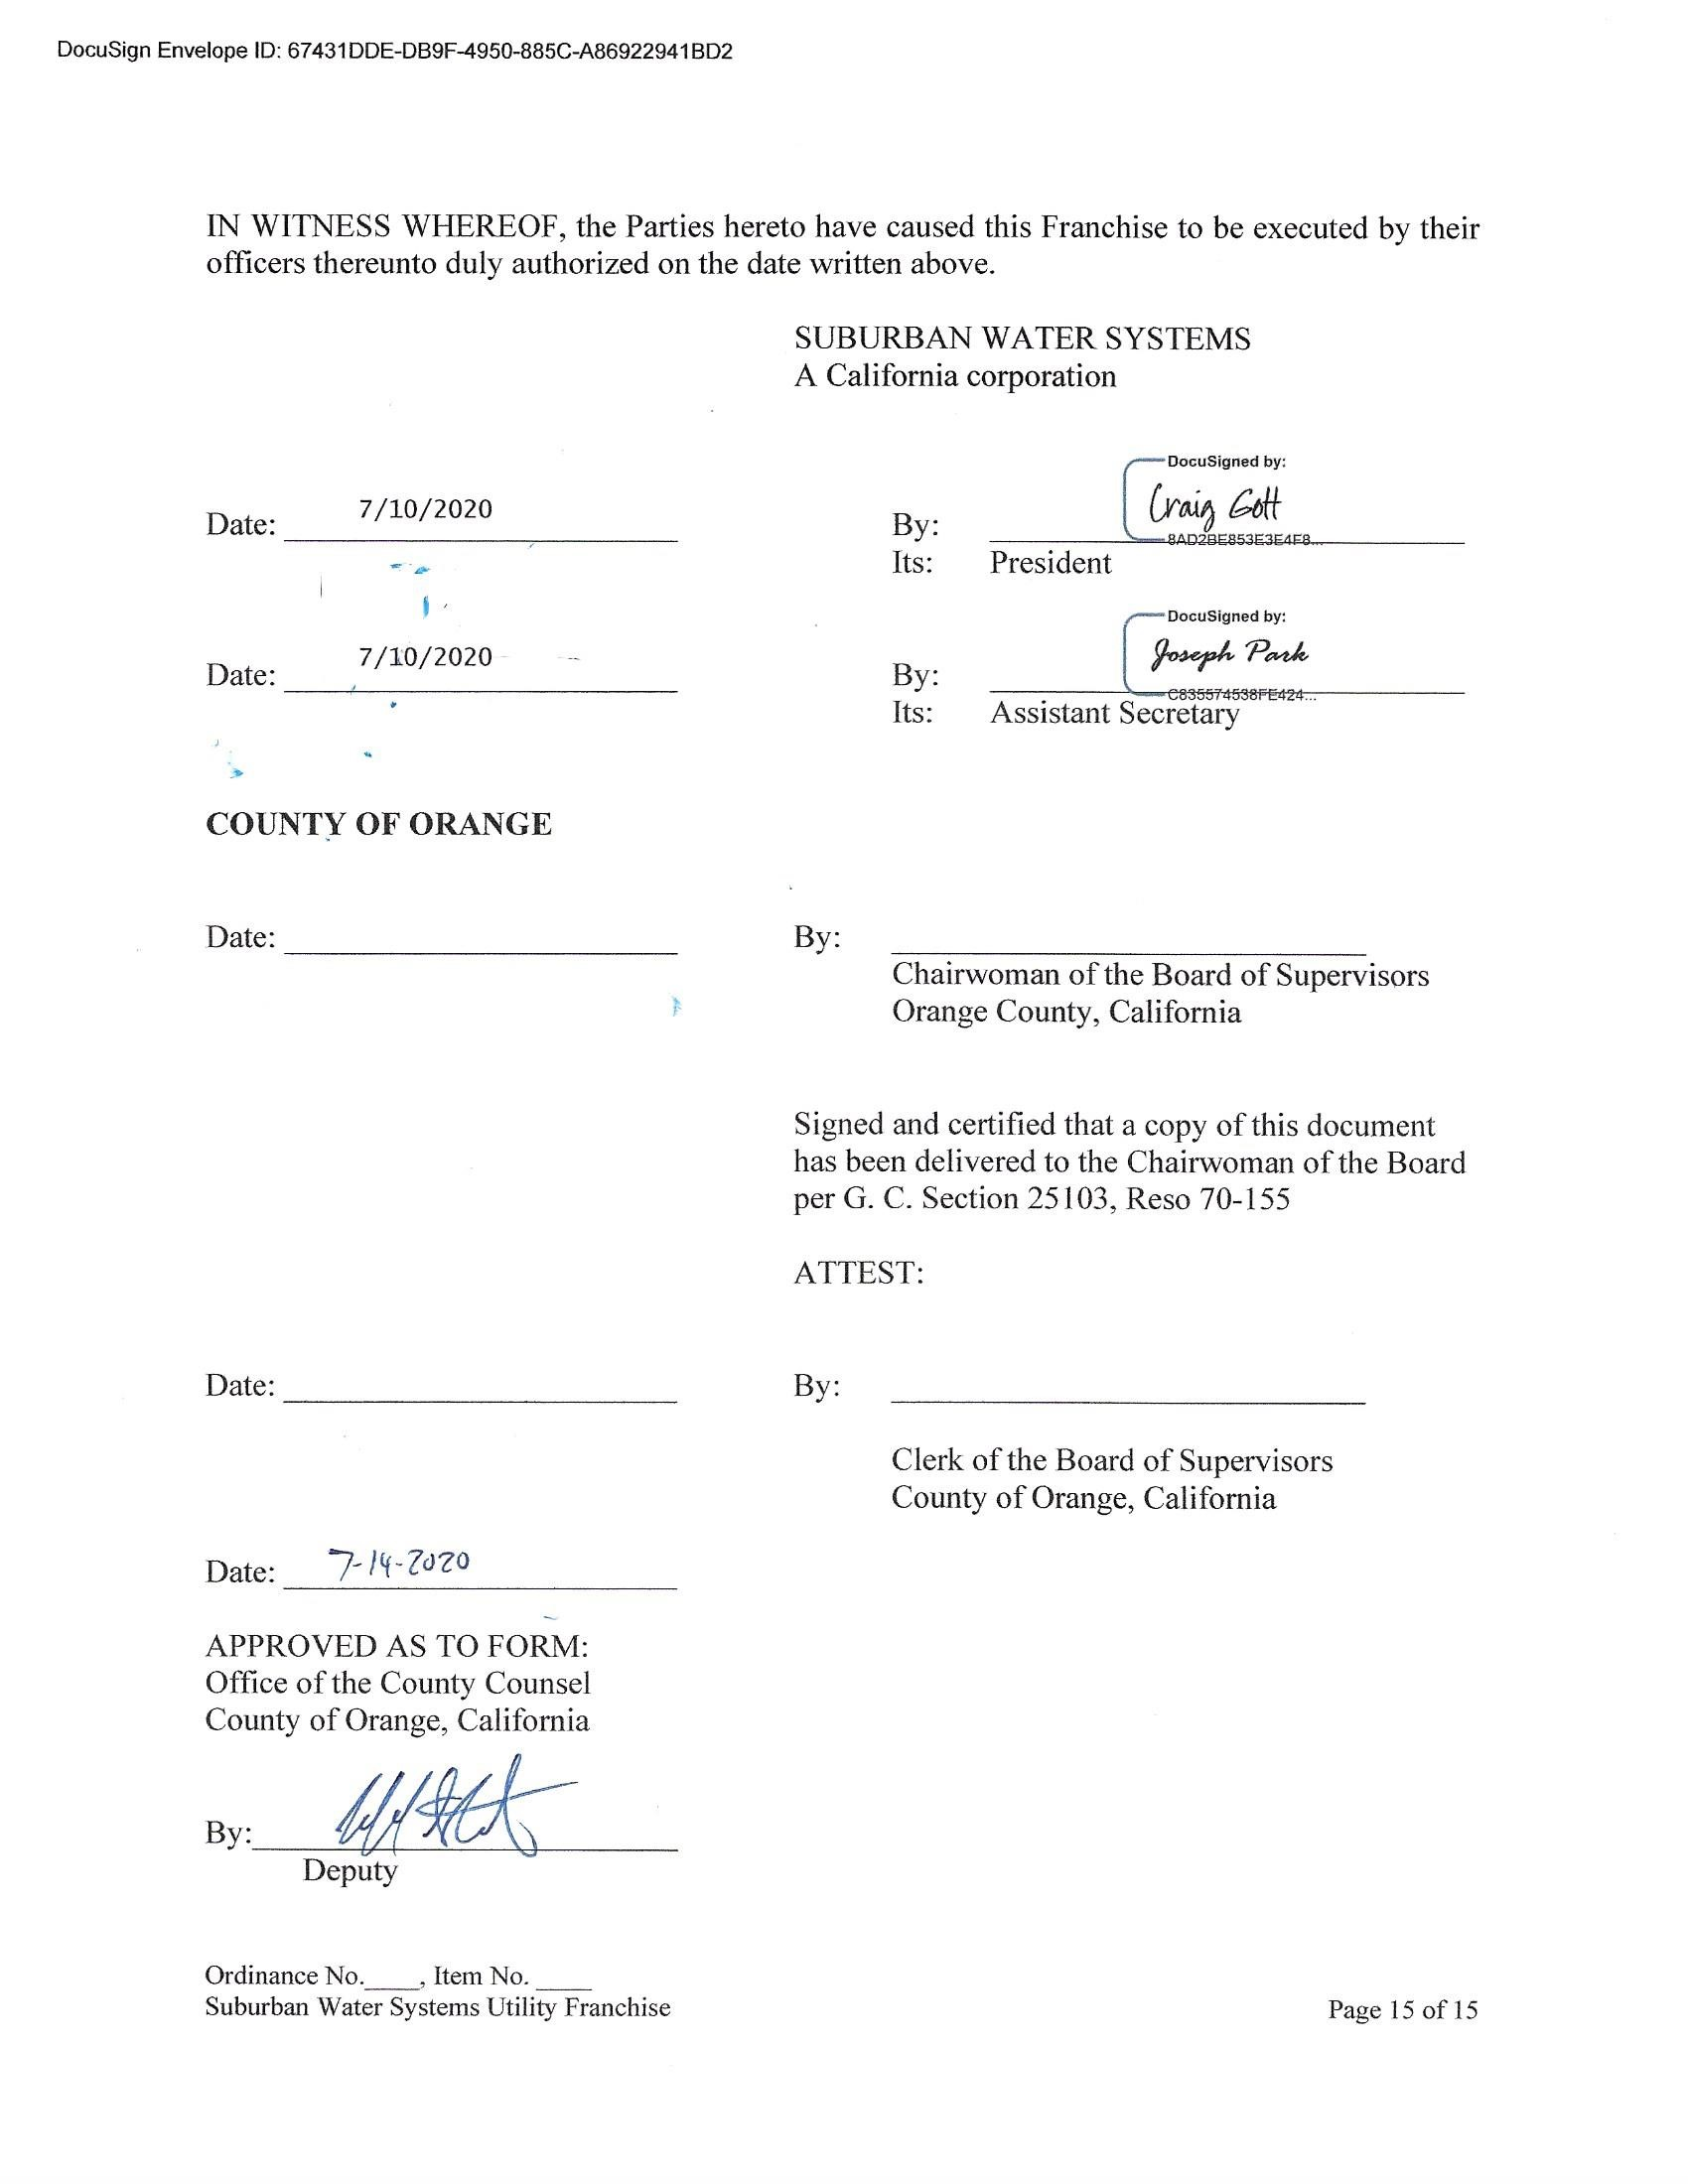 DocuSign Envelope ID: 67431DDE-DB9F-4950-885C-A86922941BD2
IN WITNESS WHEREOF, the Parties hereto have caused this Franchise to be executed by their
officers thereunto duly authorized on the date written above.
SUBURBAN WATER SYSTEMS
A California corporation
DocuSigned by:
Date: 7/10/2020
By: Craig Gott
8AD2BE853E3E4F8...
Its: President
DocuSigned by:
Date: 7/10/2020
By: Joseph Park
C835574538FE424...
Its: Assistant Secretary
COUNTY OF ORANGE
Date:
By:
Chairwoman of the Board of Supervisors
Orange County, California
Signed and certified that a copy of this document
has been delivered to the Chairwoman of the Board
per G. C. Section 25103, Reso 70-155
ATTEST:
Date:
By:
Clerk of the Board of Supervisors
County of Orange, California
Date: 7-14-2020
APPROVED AS TO FORM:
Office of the County Counsel
County of Orange, California
By:
Deputy
Ordinance No.____, Item No. ____
Suburban Water Systems Utility Franchise
Page 15 of 15